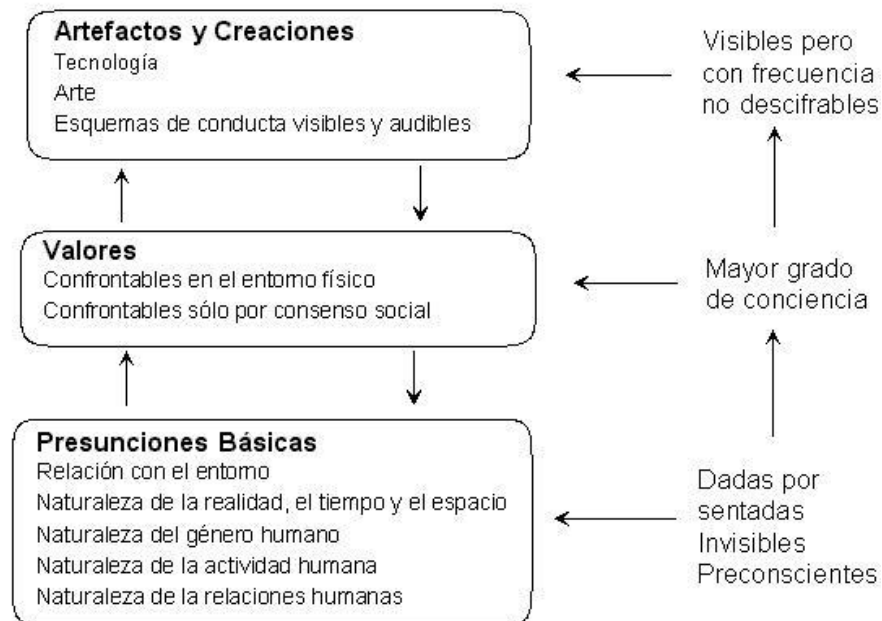 Artefactos y Creaciones
Tecnología
Arte
Esquemas de conducta visibles y audibles
Visibles pero
con frecuencia
no descifrables
Valores
Confrontables en el entorno físico
Confrontables sólo por consenso social
Mayor grado
de conciencia
Presunciones Básicas
Relación con el entorno
Naturaleza de la realidad, el tiempo y el espacio
Naturaleza del género humano
Naturaleza de la actividad humana
Naturaleza de la relaciones humanas
Dadas por
sentadas
Invisibles
Preconscientes